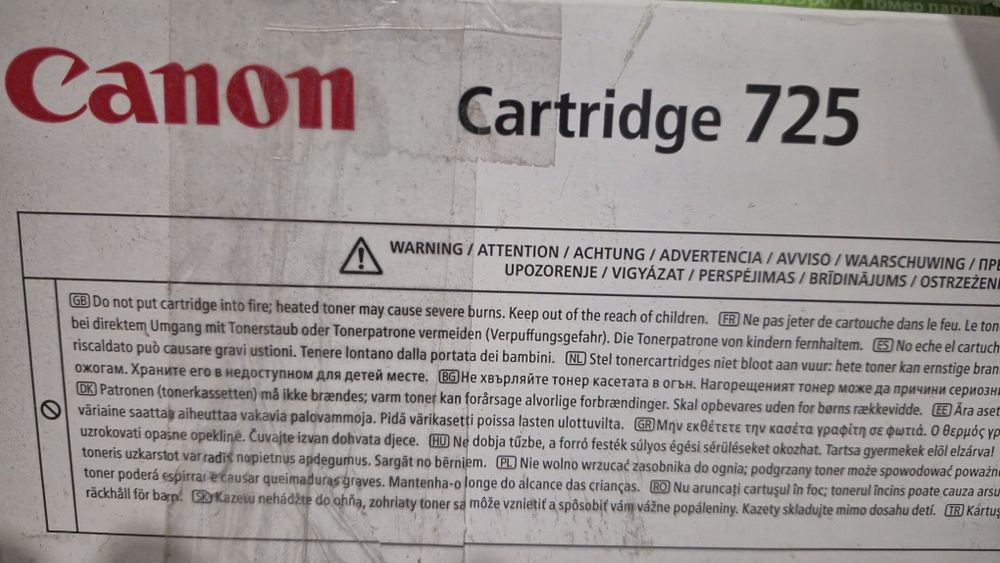 Номер партии
Canon
Cartridge 725
WARNING / ATTENTION / ACHTUNG / ADVERTENCIA / AVVISO / WAARSCHUWING / ПРЕ
UPOZORENJE / VIGYÁZAT / PERSPĖJIMAS / BRĪDINĀJUMS / OSTRZEŻENI
GB Do not put cartridge into fire; heated toner may cause severe burns. Keep out of the reach of children. FR Ne pas jeter de cartouche dans le feu. Le ton
bei direktem Umgang mit Tonerstaub oder Tonerpatrone vermeiden (Verpuffungsgefahr). Die Tonerpatrone von kindern fernhaltem. ES No eche el cartuch
riscaldato può causare gravi ustioni. Tenere lontano dalla portata dei bambini. NL Stel tonercartridges niet bloot aan vuur: hete toner kan ernstige bran
ожогам. Храните его в недоступном для детей месте. BG Не хвърляйте тонер касетата в огън. Нагорещеният тонер може да причини сериозн
DK Patronen (tonerkassetten) må ikke brændes; varm toner kan forårsage alvorlige forbrændinger. Skal opbevares uden for børns rækkevidde. EE Ära aset
väriaine saattaa aiheuttaa vakavia palovammoja. Pidä värikasetti poissa lasten ulottuvilta. GR Μην εκθέτετε την κασέτα γραφίτη σε φωτιά. Ο θερμός γρ
uzrokovati opasne opekline. Čuvajte izvan dohvata djece. HU Ne dobja tűzbe, a forró festék súlyos égési sérüléseket okozhat. Tartsa gyermekek elől elzárva!
toneris uzkarstot var radīt nopietnus apdegumus. Sargāt no bērniem. PL Nie wolno wrzucać zasobnika do ognia; podgrzany toner może spowodować poważn
toner poderá espirrar e causar queimaduras graves. Mantenha-o longe do alcance das crianças. RO Nu aruncaţi cartuşul în foc; tonerul încins poate cauza arsu
räckhåll för barn. SK Kazetu nehádžte do ohňa, zohriaty toner sa môže vznietiť a spôsobiť vám vážne popáleniny. Kazety skladujte mimo dosahu detí. TR Kartuş